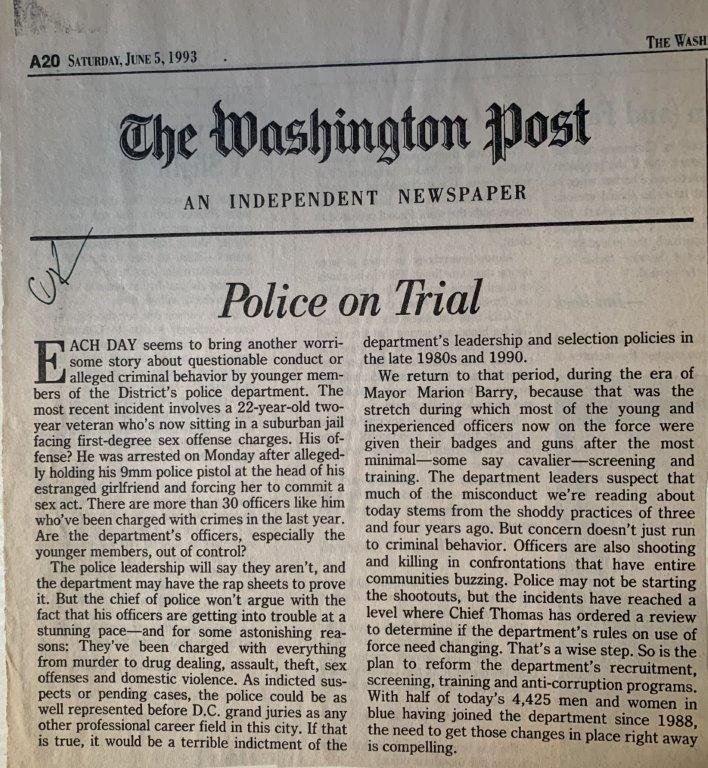 A20 SATURDAY, JUNE 5, 1993
THE WASH
The Washington Post
AN INDEPENDENT NEWSPAPER
Police on Trial
EACH DAY seems to bring another worri-
some story about questionable conduct or
alleged criminal behavior by younger mem-
bers of the District's police department. The
most recent incident involves a 22-year-old two-
year veteran who's now sitting in a suburban jail
facing first-degree sex offense charges. His of-
fense? He was arrested on Monday after alleged-
ly holding his 9mm police pistol at the head of his
estranged girlfriend and forcing her to commit a
sex act. There are more than 30 officers like him
who've been charged with crimes in the last year.
Are the department's officers, especially the
younger members, out of control?
The police leadership will say they aren't, and
the department may have the rap sheets to prove
it. But the chief of police won't argue with the
fact that his officers are getting into trouble at a
stunning pace—and for some astonishing rea-
sons: They've been charged with everything
from murder to drug dealing, assault, theft, sex
offenses and domestic violence. As indicted sus-
pects or pending cases, the police could be as
well represented before D.C. grand juries as any
other professional career field in this city. If that
is true, it would be a terrible indictment of the
department's leadership and selection policies in
the late 1980s and 1990.
We return to that period, during the era of
Mayor Marion Barry, because that was the
stretch during which most of the young and
inexperienced officers now on the force were
given their badges and guns after the most
minimal—some say cavalier—screening and
training. The department leaders suspect that
much of the misconduct we're reading about
today stems from the shoddy practices of three
and four years ago. But concern doesn't just run
to criminal behavior. Officers are also shooting
and killing in confrontations that have entire
communities buzzing. Police may not be starting
the shootouts, but the incidents have reached a
level where Chief Thomas has ordered a review
to determine if the department's rules on use of
force need changing. That's a wise step. So is the
plan to reform the department's recruitment,
screening, training and anti-corruption programs.
With half of today's 4,425 men and women in
blue having joined the department since 1988,
the need to get those changes in place right away
is compelling.